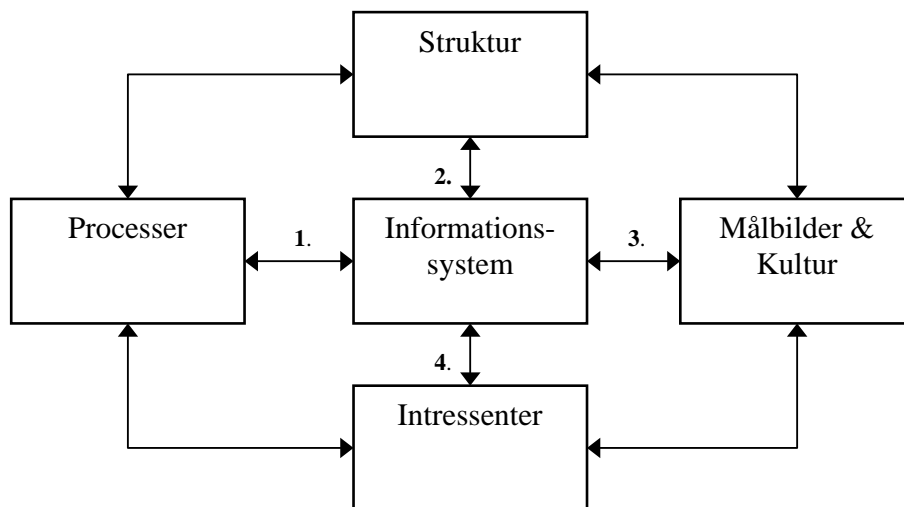 Struktur
2.
Processer
1.
Informations-
system
3.
Målbilder &
Kultur
4.
Intressenter